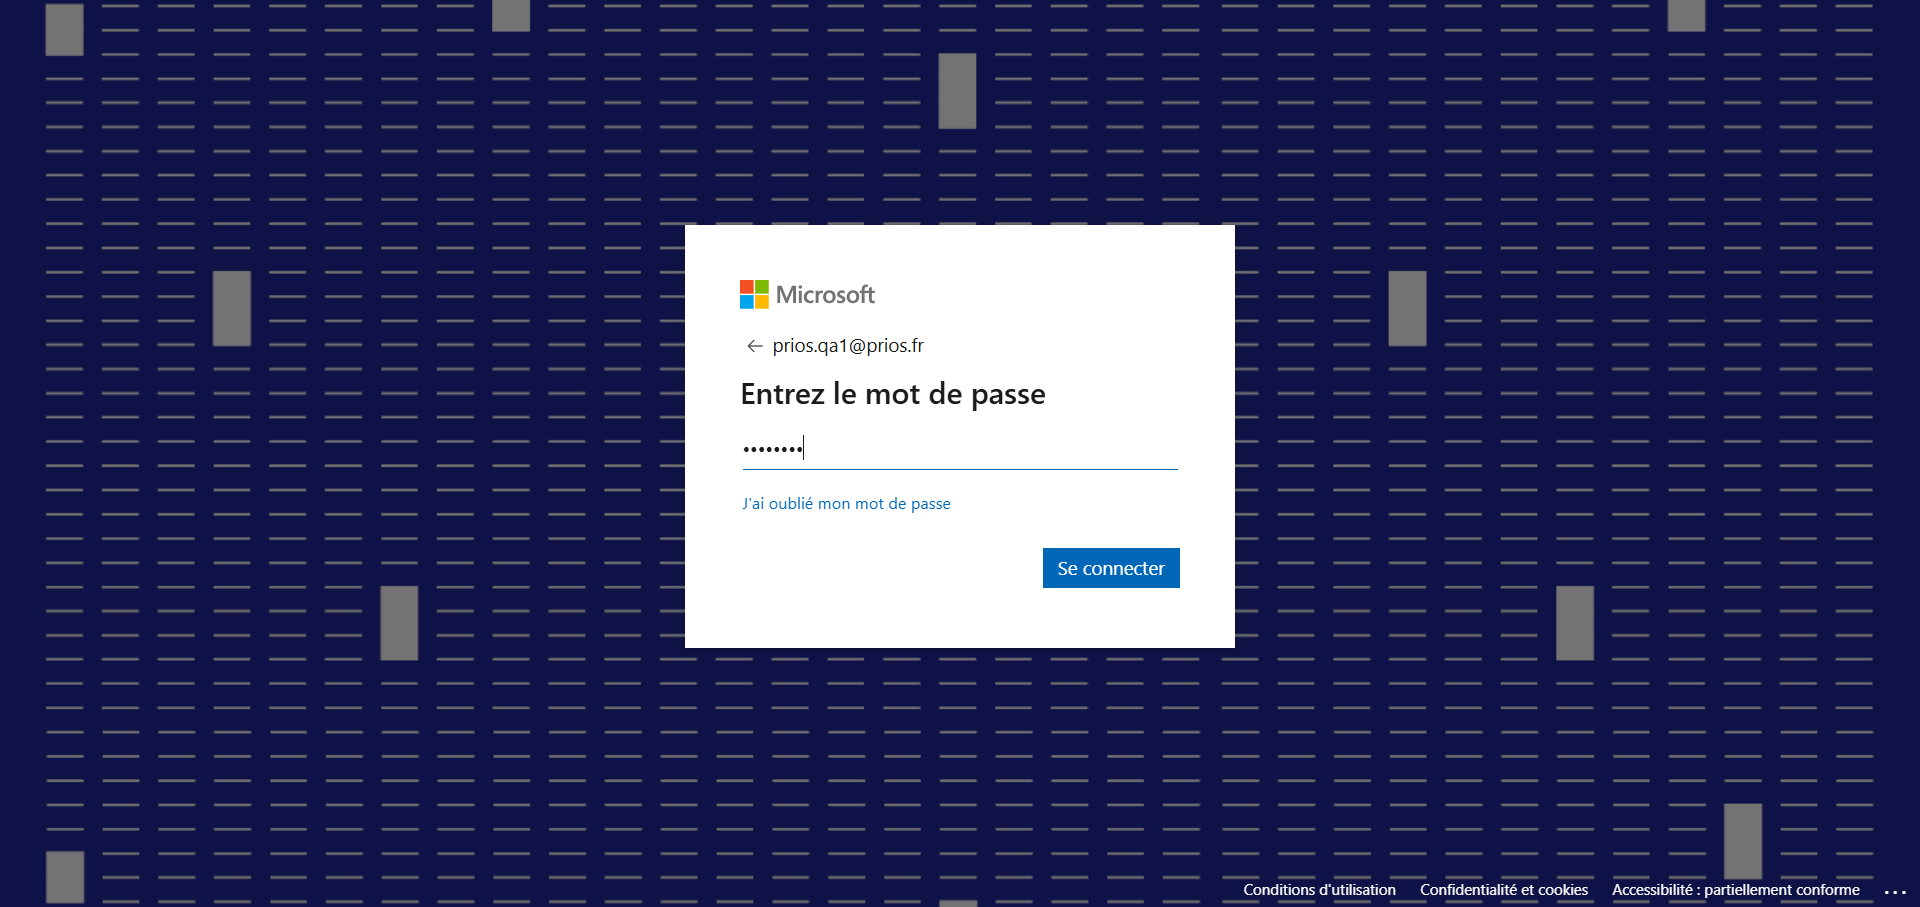 Microsoft
prios.qa1@prios.fr
Entrez le mot de passe
••••••••
J'ai oublié mon mot de passe
Se connecter
Conditions d'utilisation Confidentialité et cookies Accessibilité : partiellement conforme ...